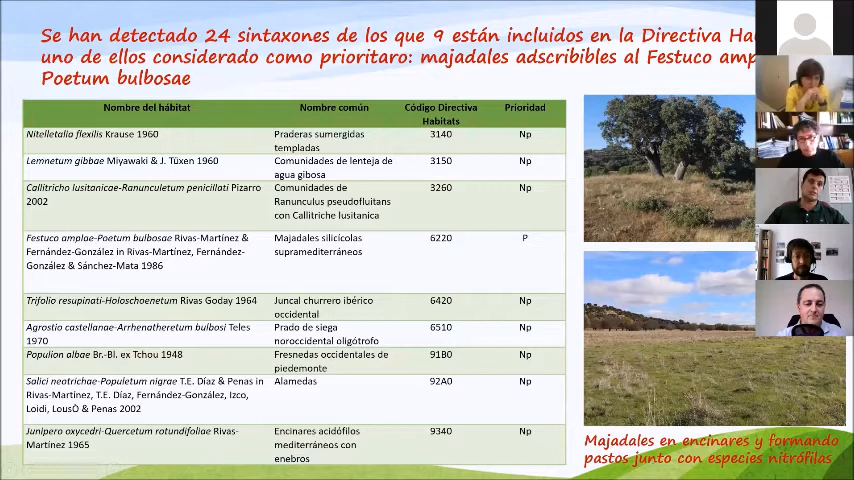 Se han detectado 24 sintaxones de los que 9 están incluidos en la Directiva Ha
uno de ellos considerado como prioritaro: majadales adscribibles al Festuco amp
Poetum bulbosae
Nombre del hábitat Nombre común Código Directiva Habitats Prioridad
Nitelletalia flexilis Krause 1960 Praderas sumergidas templadas 3140 Np
Lemnetum gibbae Miyawaki & J. Tüxen 1960 Comunidades de lenteja de agua gibosa 3150 Np
Callitricho lusitanicae-Ranunculetum penicillati Pizarro 2002 Comunidades de Ranunculus pseudofluitans con Callitriche lusitanica 3260 Np
Festuco amplae-Poetum bulbosae Rivas-Martínez & Fernández-González in Rivas-Martínez, Fernández-González & Sánchez-Mata 1986 Majadales silicícolas supramediterráneos 6220 P
Trifolio resupinati-Holoschoenetum Rivas Goday 1964 Juncal churrero ibérico occidental 6420 Np
Agrostio castellanae-Arrhenatheretum bulbosi Teles 1970 Prado de siega noroccidental oligótrofo 6510 Np
Populion albae Br.-Bl. ex Tchou 1948 Fresnedas occidentales de piedemonte 91B0 Np
Salici neotrichae-Populetum nigrae T.E. Díaz & Penas in Rivas-Martínez, T.E. Díaz, Fernández-González, Izco, Loidi, LousÒ & Penas 2002 Alamedas 92A0 Np
Junipero oxycedri-Quercetum rotundifoliae Rivas-Martínez 1965 Encinares acidófilos mediterráneos con enebros 9340 Np
Majadales en encinares y formando
pastos junto con especies nitrófilas